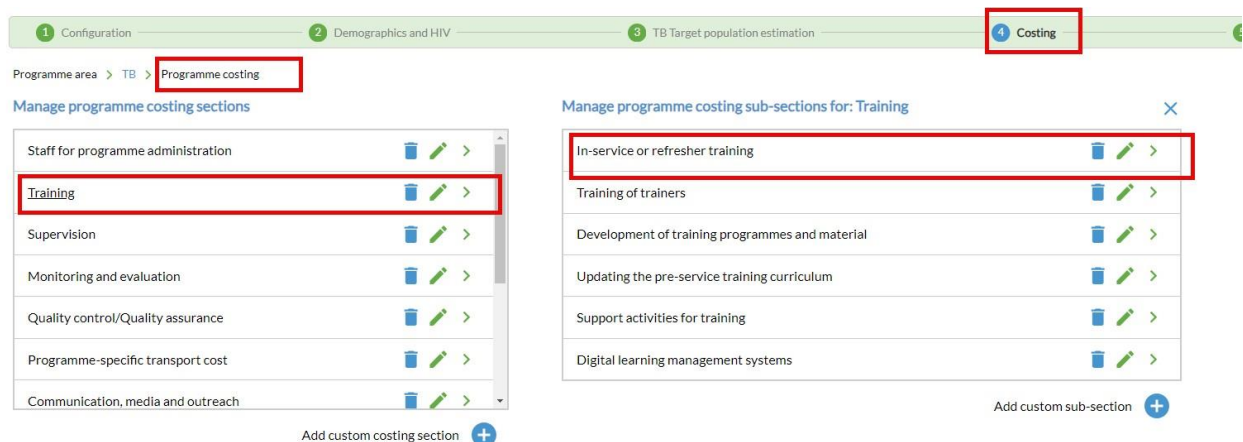 1 Configuration 2 Demographics and HIV 3 TB Target population estimation 4 Costing
Programme area > TB > Programme costing
Manage programme costing sections
Staff for programme administration
Training
Supervision
Monitoring and evaluation
Quality control/Quality assurance
Programme-specific transport cost
Communication, media and outreach
Add custom costing section
Manage programme costing sub-sections for: Training
In-service or refresher training
Training of trainers
Development of training programmes and material
Updating the pre-service training curriculum
Support activities for training
Digital learning management systems
Add custom sub-section